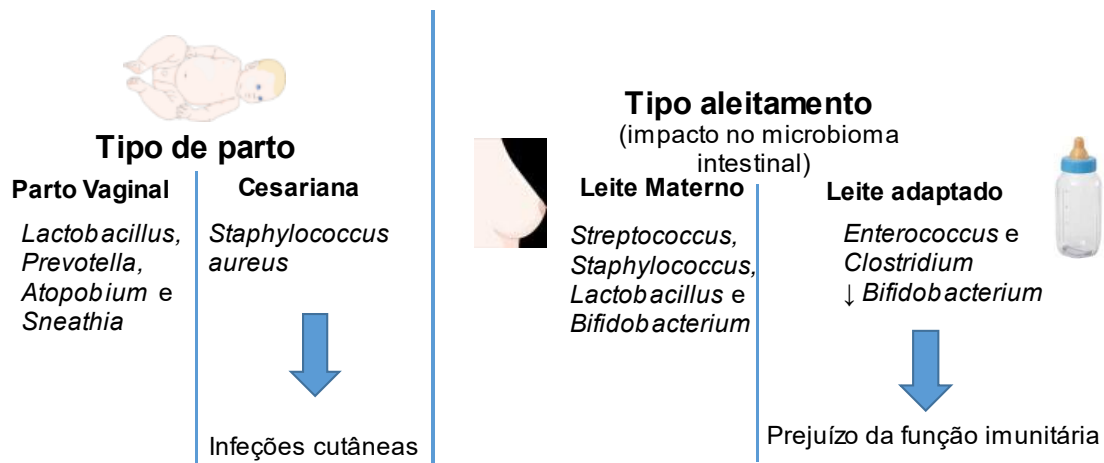 Tipo de parto
Parto Vaginal
Lactobacillus,
Prevotella,
Atopobium e
Sneathia
Cesariana
Staphylococcus
aureus
Infeções cutâneas
Tipo aleitamento
(impacto no microbioma
intestinal)
Leite Materno
Streptococcus,
Staphylococcus,
Lactobacillus e
Bifidobacterium
Leite adaptado
Enterococcus e
Clostridium
↓ Bifidobacterium
Prejuízo da função imunitária